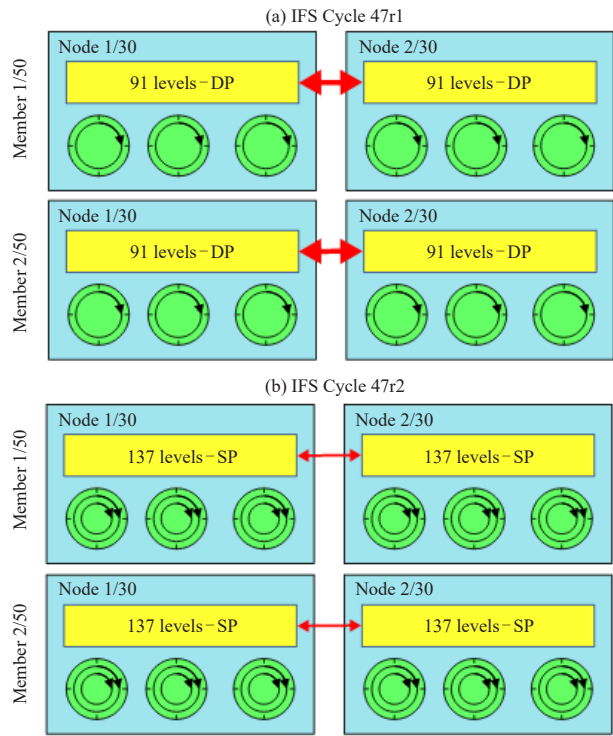 (a) IFS Cycle 47r1
Member 1/50
Node 1/30
91 levels – DP
Node 2/30
91 levels – DP
Member 2/50
Node 1/30
91 levels – DP
Node 2/30
91 levels – DP
(b) IFS Cycle 47r2
Member 1/50
Node 1/30
137 levels – SP
Node 2/30
137 levels – SP
Member 2/50
Node 1/30
137 levels – SP
Node 2/30
137 levels – SP